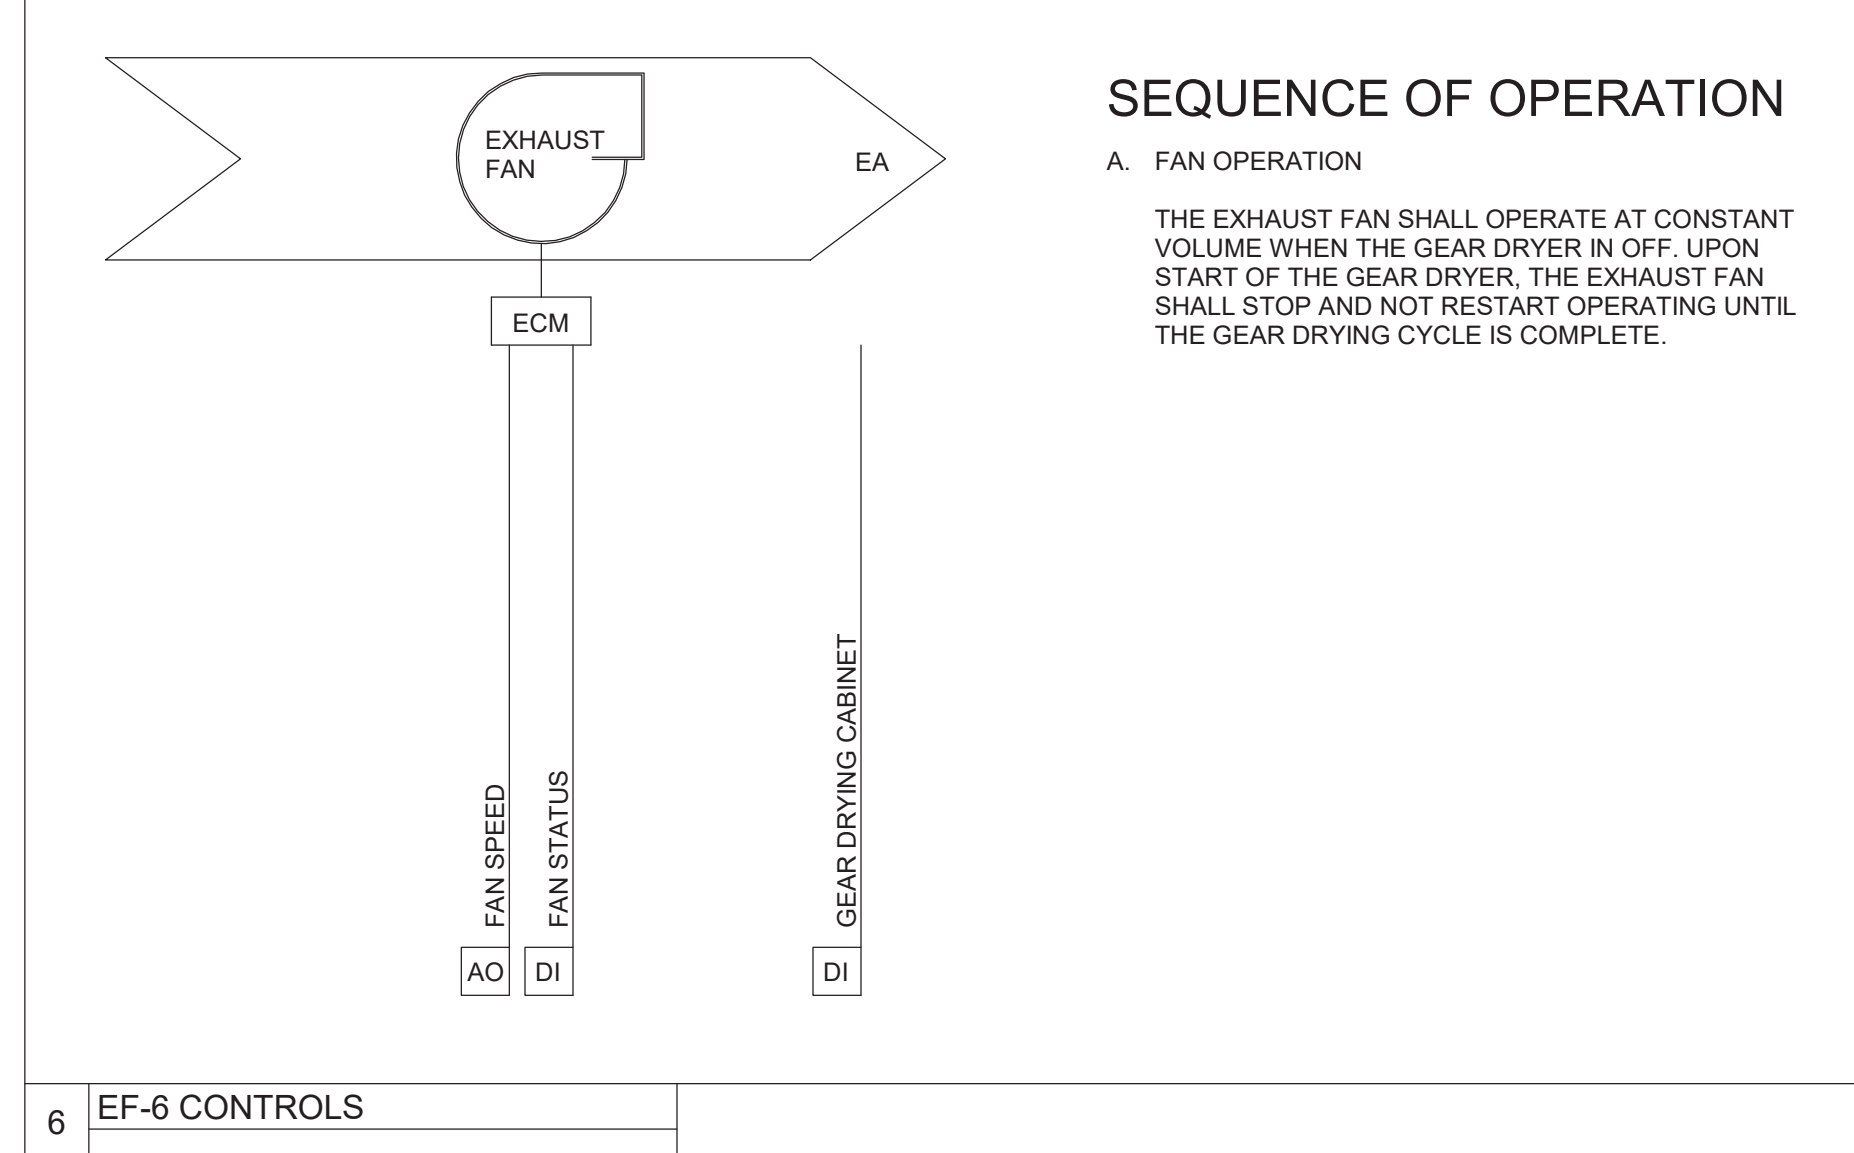 EXHAUST
FAN
EA
ECM
FAN SPEED
FAN STATUS
GEAR DRYING CABINET
AO
DI
DI
SEQUENCE OF OPERATION
A. FAN OPERATION
THE EXHAUST FAN SHALL OPERATE AT CONSTANT
VOLUME WHEN THE GEAR DRYER IN OFF. UPON
START OF THE GEAR DRYER, THE EXHAUST FAN
SHALL STOP AND NOT RESTART OPERATING UNTIL
THE GEAR DRYING CYCLE IS COMPLETE.
6
EF-6 CONTROLS